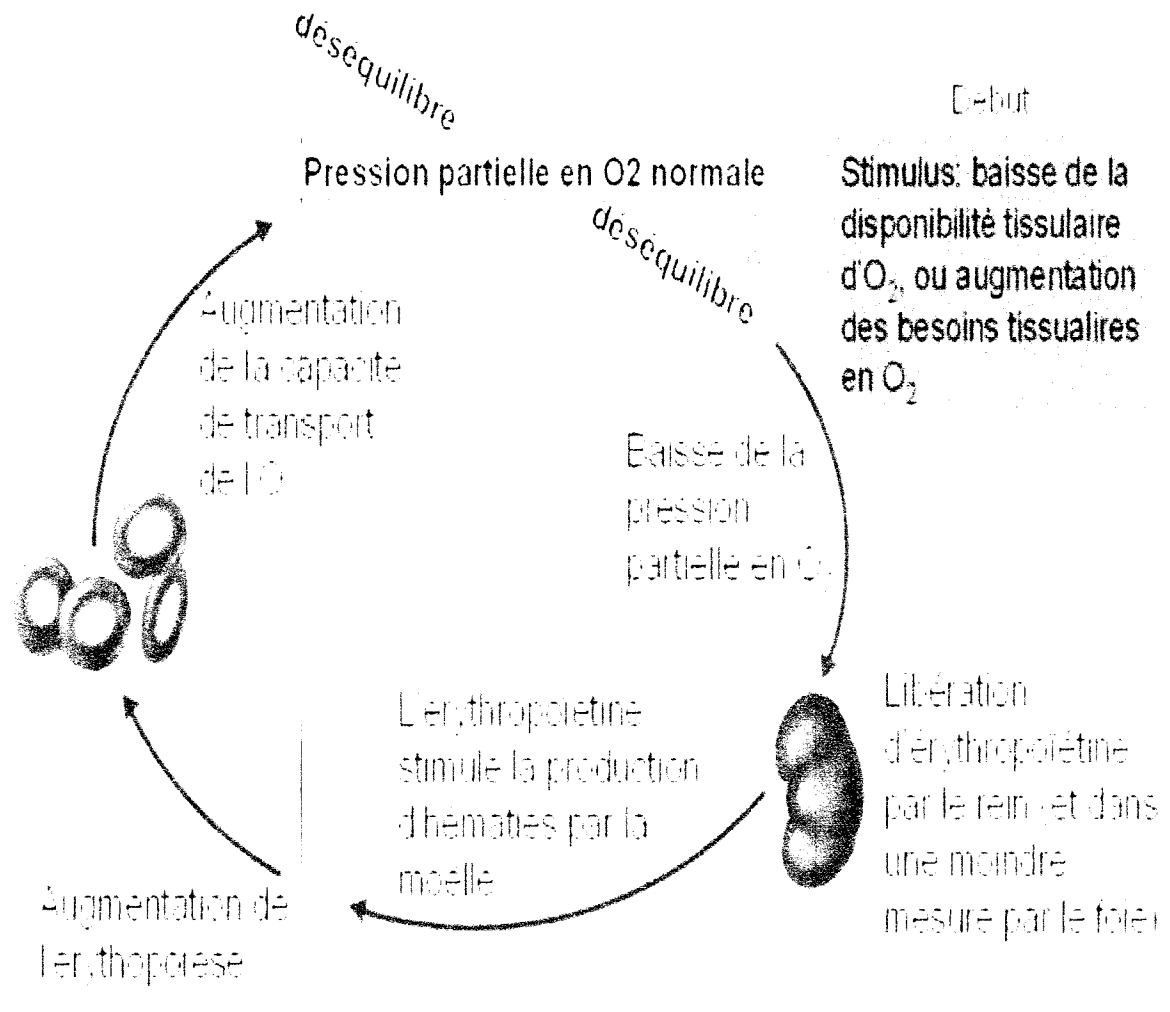 déséquilibre
Début
Pression partielle en O2 normale
Stimulus: baisse de la
disponibilité tissulaire
d'O2, ou augmentation
des besoins tissualires
en O2
déséquilibre
Augmentation
de la capacité
de transport
de l'O
Baisse de la
pression
partielle en O
Libération
d'érythropoïétine
par le rein (et dans
une moindre
mesure par le foie)
L'érythropoïétine
stimule la production
d'hématies par la
moelle
Augmentation de
l'erythoporese